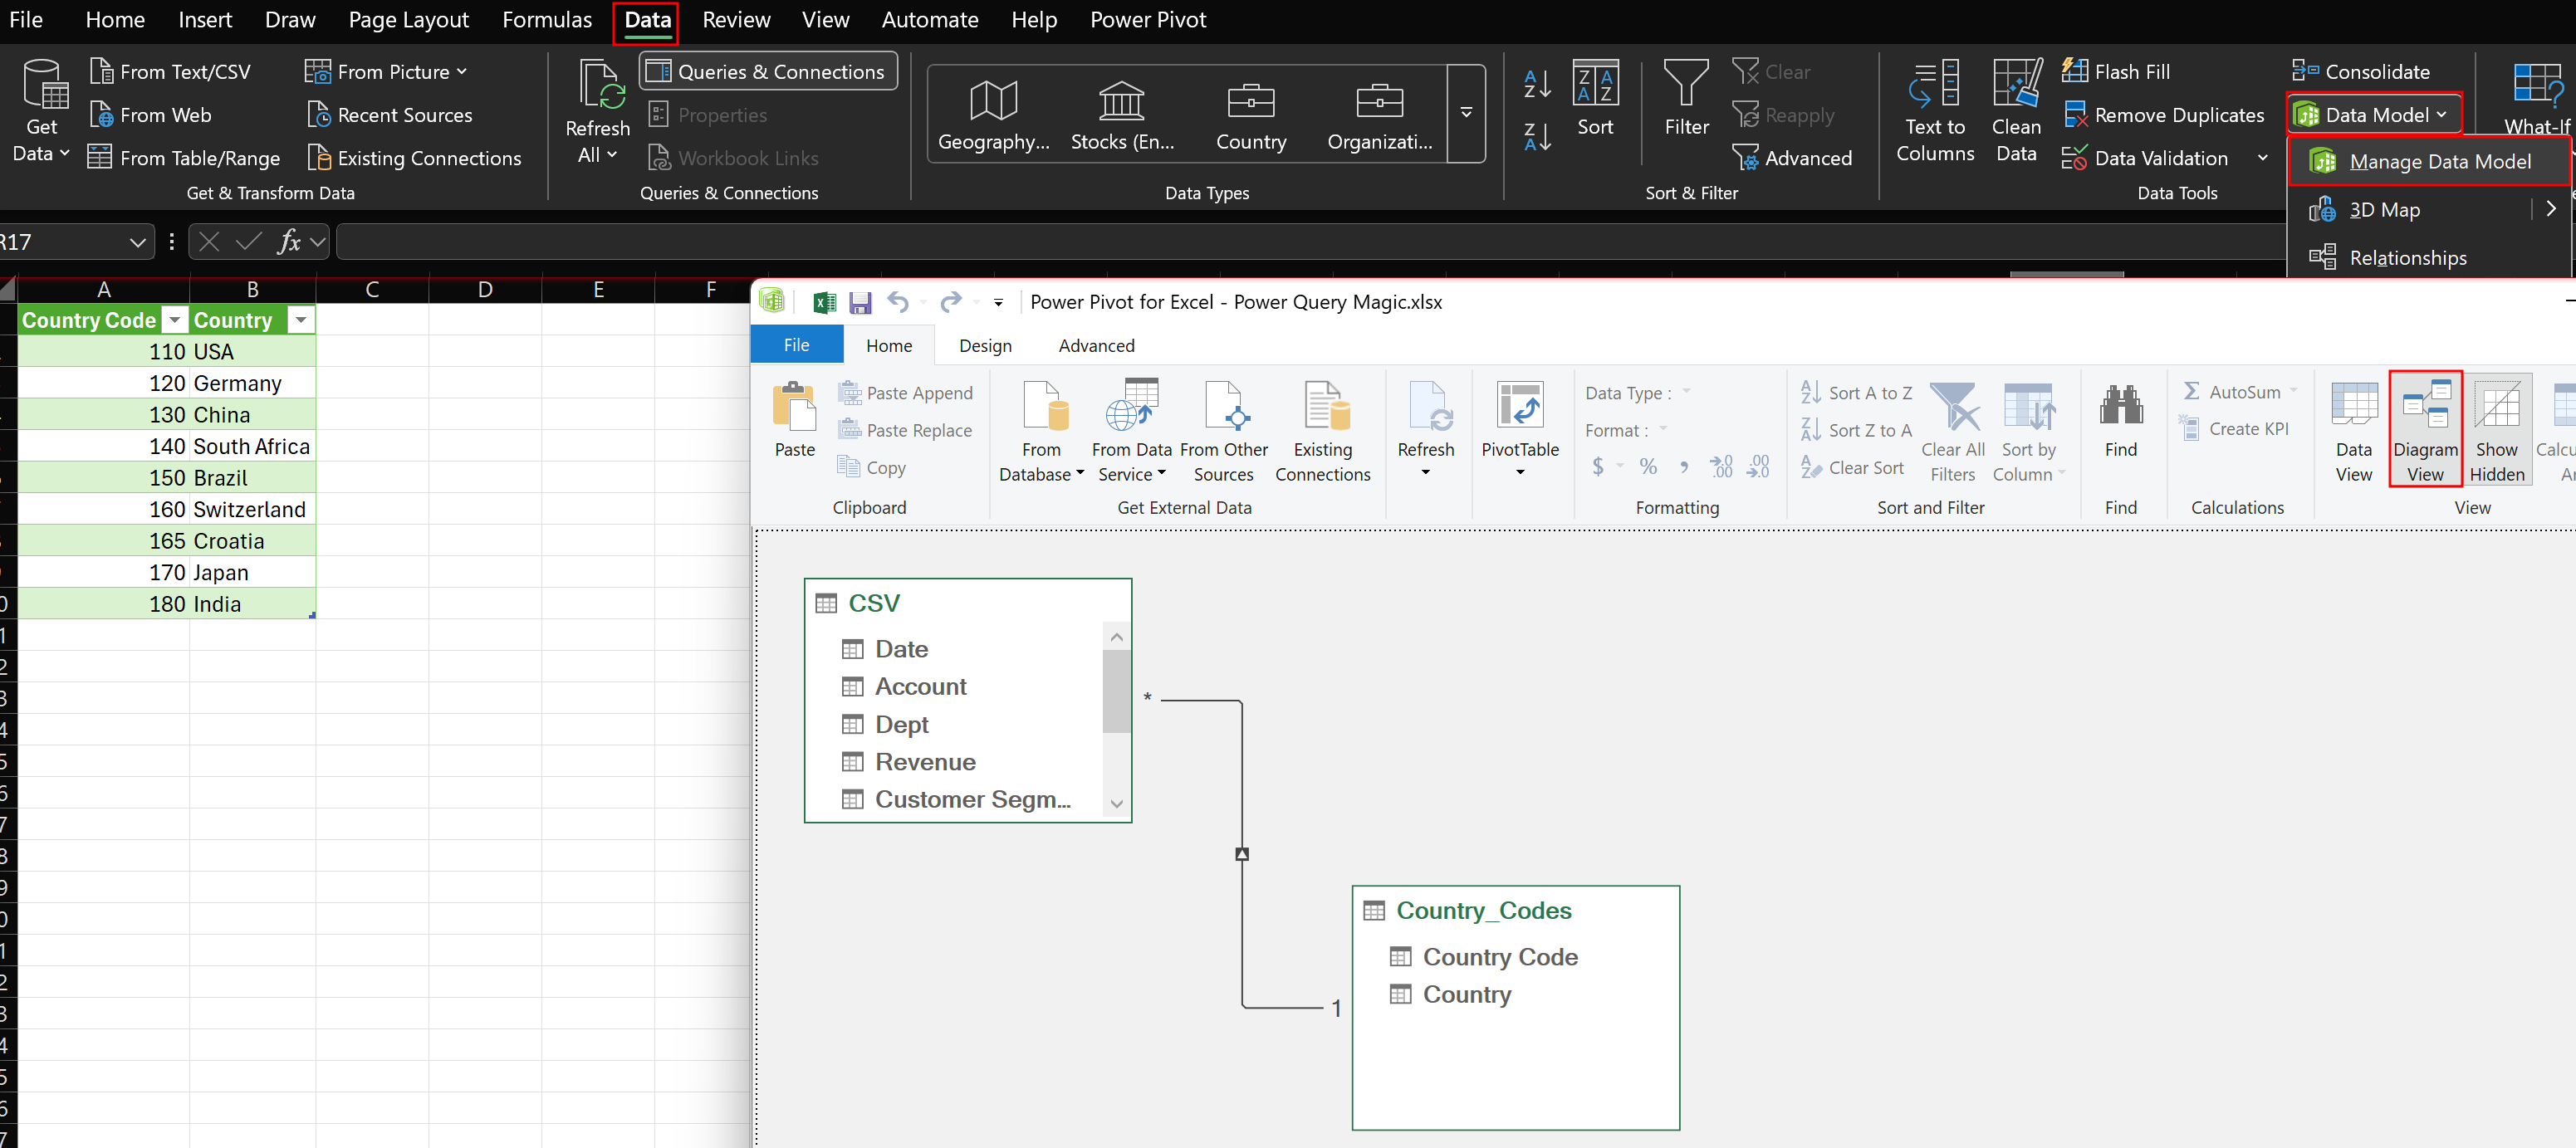 File Home Insert Draw Page Layout Formulas Data Review View Automate Help Power Pivot
Get Data
From Text/CSV
From Web
From Table/Range
From Picture
Recent Sources
Existing Connections
Get & Transform Data
Refresh All
Queries & Connections
Properties
Workbook Links
Queries & Connections
Geography... Stocks (En... Country Organizati...
Data Types
Sort
Filter
Clear
Reapply
Advanced
Sort & Filter
Text to Columns
Clean Data
Flash Fill
Remove Duplicates
Data Validation
Data Tools
Consolidate
Data Model
Manage Data Model
3D Map
Relationships
What-If
R17
fx
A B C D E F
Country Code Country
110 USA
120 Germany
130 China
140 South Africa
150 Brazil
160 Switzerland
165 Croatia
170 Japan
180 India
Power Pivot for Excel - Power Query Magic.xlsx
File Home Design Advanced
Paste
Paste Append
Paste Replace
Copy
Clipboard
From Database
From Data Service
From Other Sources
Existing Connections
Get External Data
Refresh
PivotTable
Data Type :
Format :
$ % , .00 .00
Formatting
Sort A to Z
Sort Z to A
Clear Sort
Clear All Filters
Sort by Column
Sort and Filter
Find
Find
AutoSum
Create KPI
Calculations
Data View
Diagram View
Show Hidden
View
CSV
Date
Account
Dept
Revenue
Customer Segm...
*
1
Country_Codes
Country Code
Country